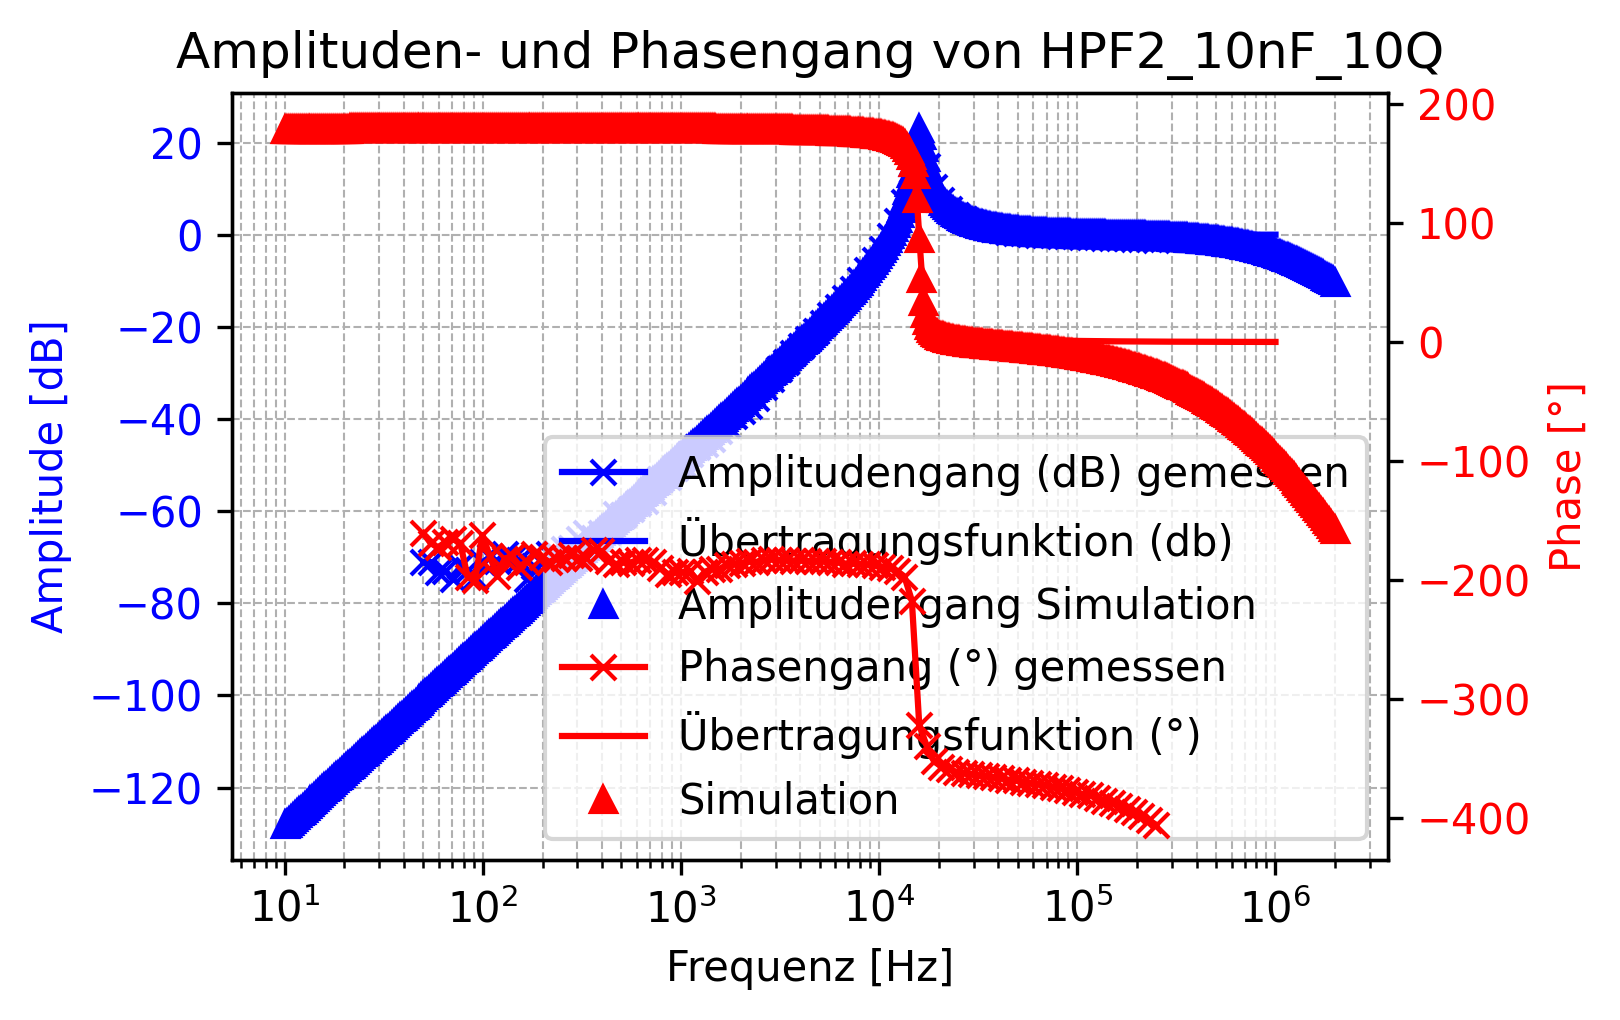 Amplituden- und Phasengang von HPF2_10nF_10Q
Amplitude [dB]
20
0
−20
−40
−60
−80
−100
−120
Amplitudengang (dB) gemessen
Übertragungsfunktion (db)
Amplitudengang Simulation
Phasengang (°) gemessen
Übertragungsfunktion (°)
Simulation
200
100
0
−100
−200
−300
−400
Phase [°]
10¹ 10² 10³ 10⁴ 10⁵ 10⁶
Frequenz [Hz]